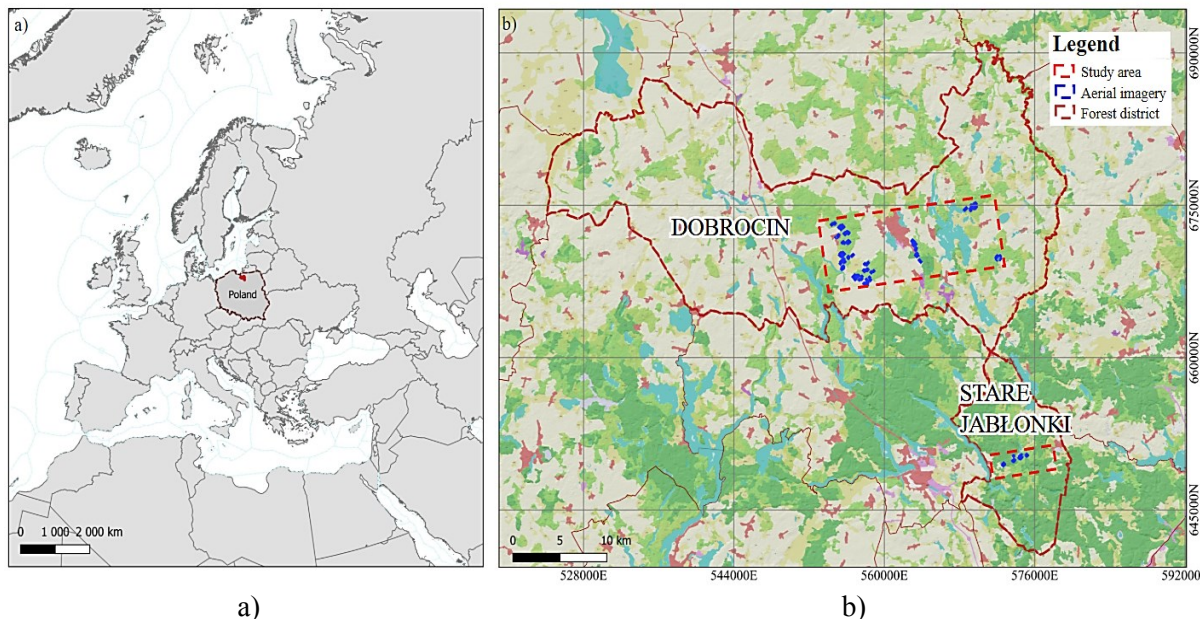 a)
Poland
0 1 000 2 000 km
b)
Legend
Study area
Aerial imagery
Forest district
DOBROCIN
STARE
JABŁONKI
690000N
675000N
660000N
645000N
0 5 10 km
528000E
544000E
560000E
576000E
592000E
a)
b)